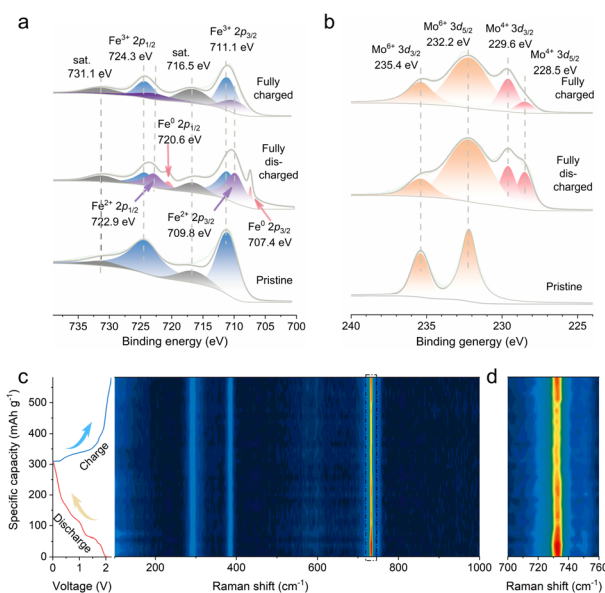 a
Fe³⁺ 2p₁/₂
724.3 eV
sat.
731.1 eV
sat.
716.5 eV
Fe³⁺ 2p₃/₂
711.1 eV
Fully
charged
Fe⁰ 2p₁/₂
720.6 eV
Fully
dis-
charged
Fe²⁺ 2p₁/₂
722.9 eV
Fe²⁺ 2p₃/₂
709.8 eV
Fe⁰ 2p₃/₂
707.4 eV
Pristine
735 730 725 720 715 710 705 700
Binding energy (eV)
b
Mo⁶⁺ 3d₃/₂
235.4 eV
Mo⁶⁺ 3d₅/₂
232.2 eV
Mo⁴⁺ 3d₃/₂
229.6 eV
Mo⁴⁺ 3d₅/₂
228.5 eV
Fully
charged
Fully
dis-
charged
Pristine
240 235 230 225
Binding genergy (eV)
c
Specific capacity (mAh g⁻¹)
500
400
300
200
100
0
Charge
Discharge
0 1 2
Voltage (V)
200 400 600 800 1000
Raman shift (cm⁻¹)
d
700 720 740 760
Raman shift (cm⁻¹)